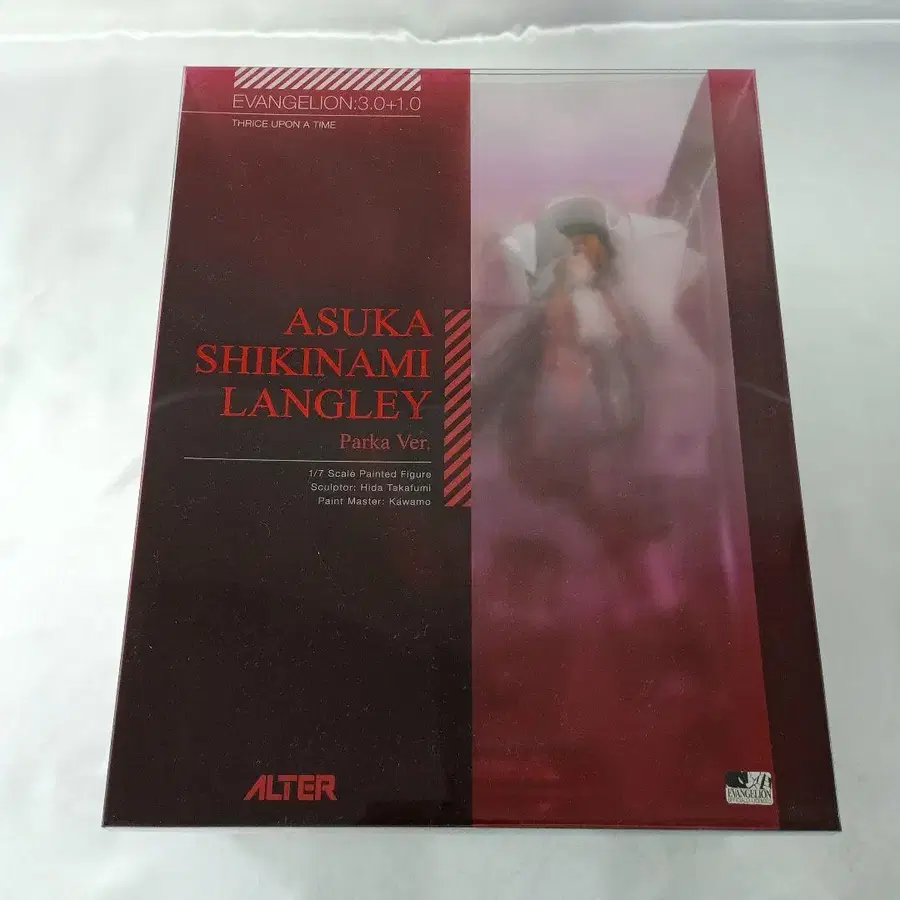 EVANGELION:3.0+1.0
THRICE UPON A TIME
ASUKA
SHIKINAMI
LANGLEY
Parka Ver.
1/7 Scale Painted Figure
Sculptor: Hida Takafumi
Paint Master: Kawamo
ALTER
EVANGELION